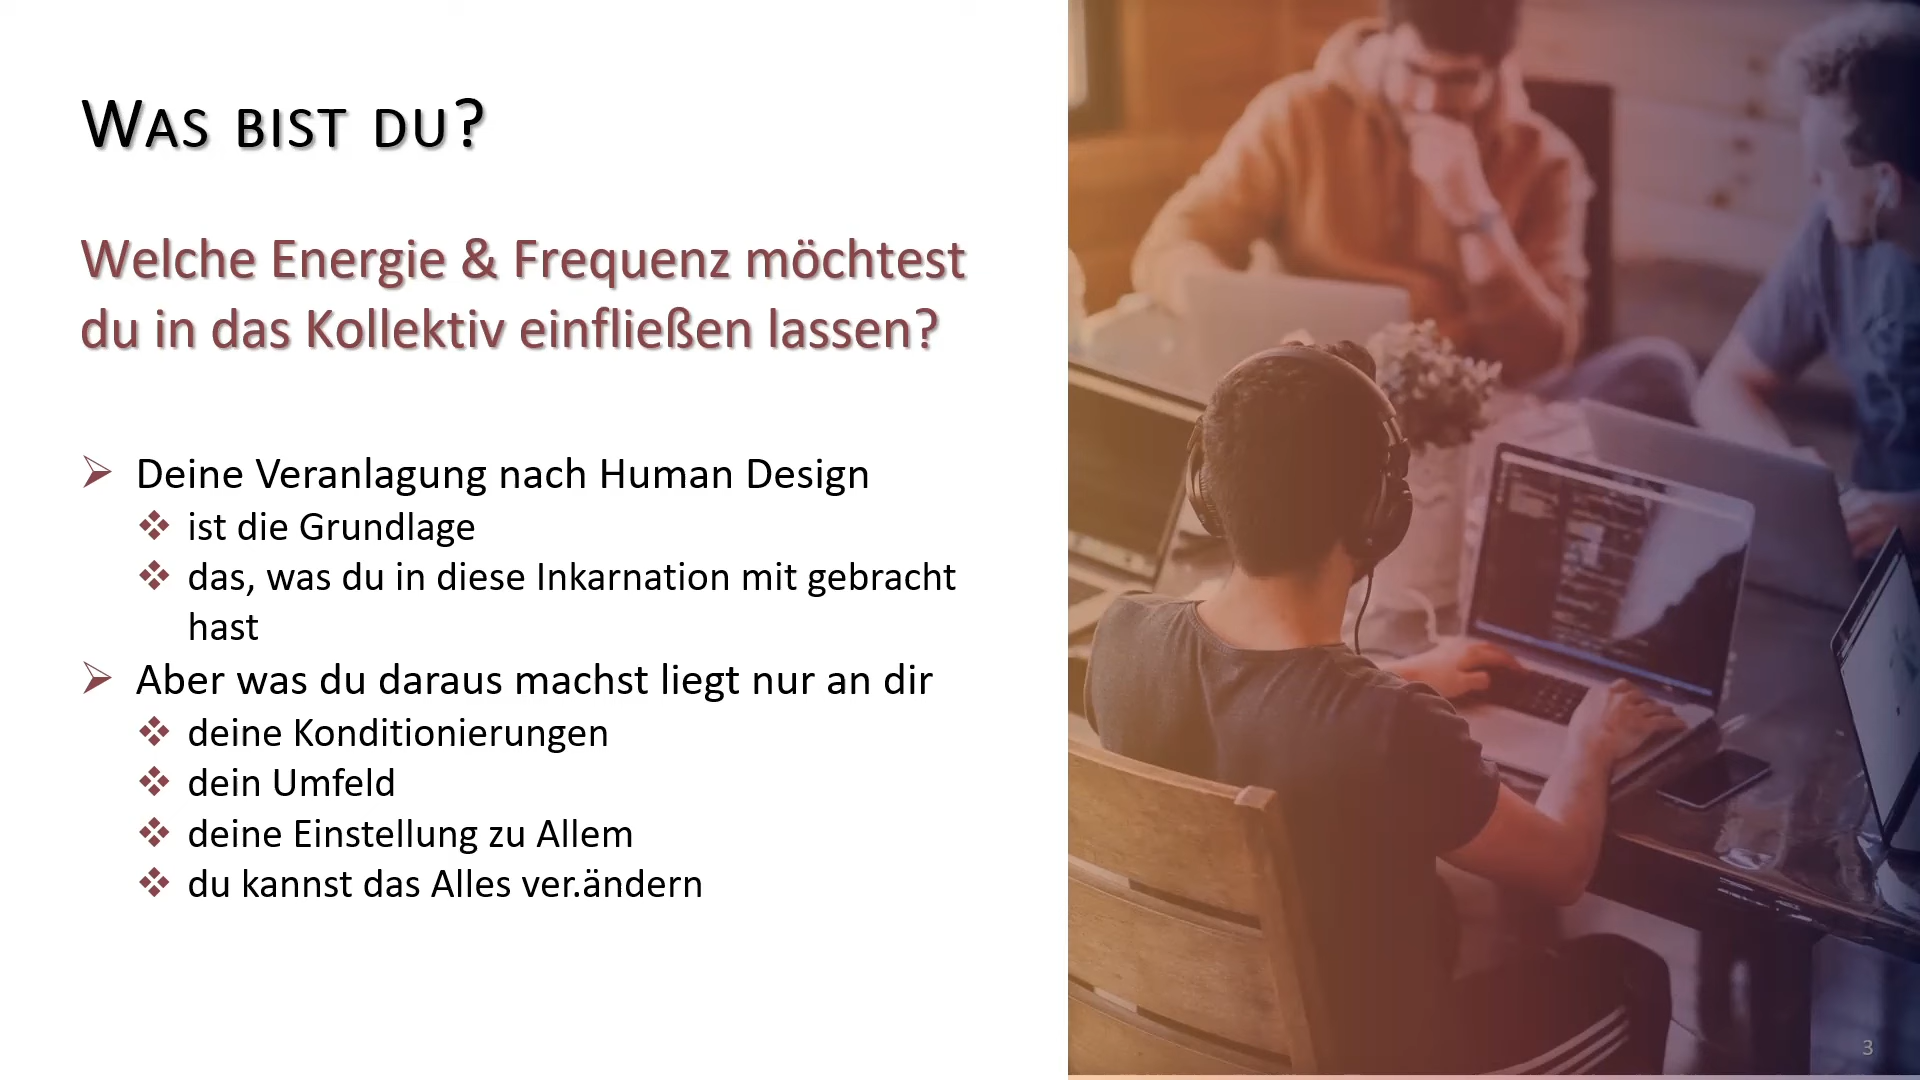 Was bist du?
Welche Energie & Frequenz möchtest
du in das Kollektiv einfließen lassen?
Deine Veranlagung nach Human Design
ist die Grundlage
das, was du in diese Inkarnation mit gebracht
hast
Aber was du daraus machst liegt nur an dir
deine Konditionierungen
dein Umfeld
deine Einstellung zu Allem
du kannst das Alles ver.ändern
3